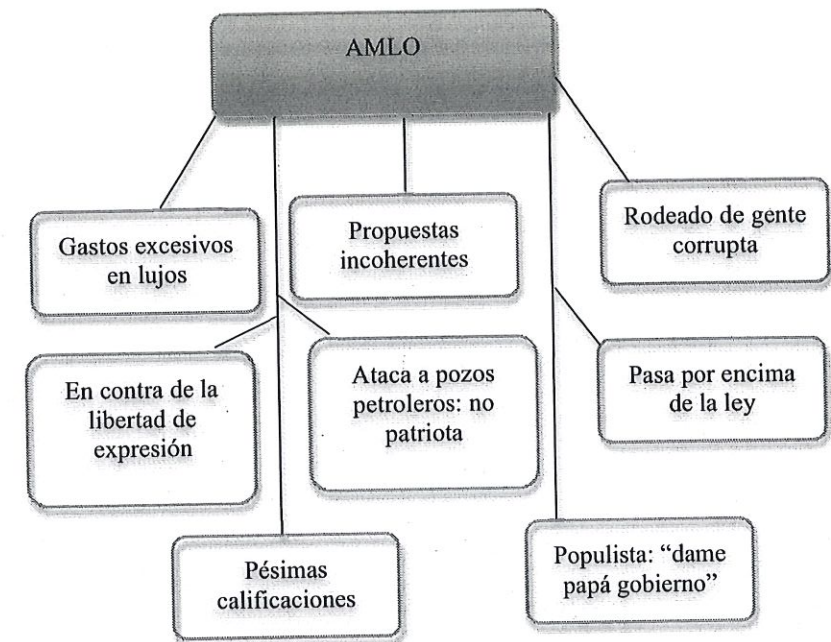 AMLO
Gastos excesivos
en lujos
Propuestas
incoherentes
Rodeado de gente
corrupta
En contra de la
libertad de
expresión
Ataca a pozos
petroleros: no
patriota
Pasa por encima
de la ley
Pésimas
calificaciones
Populista: “dame
papá gobierno”